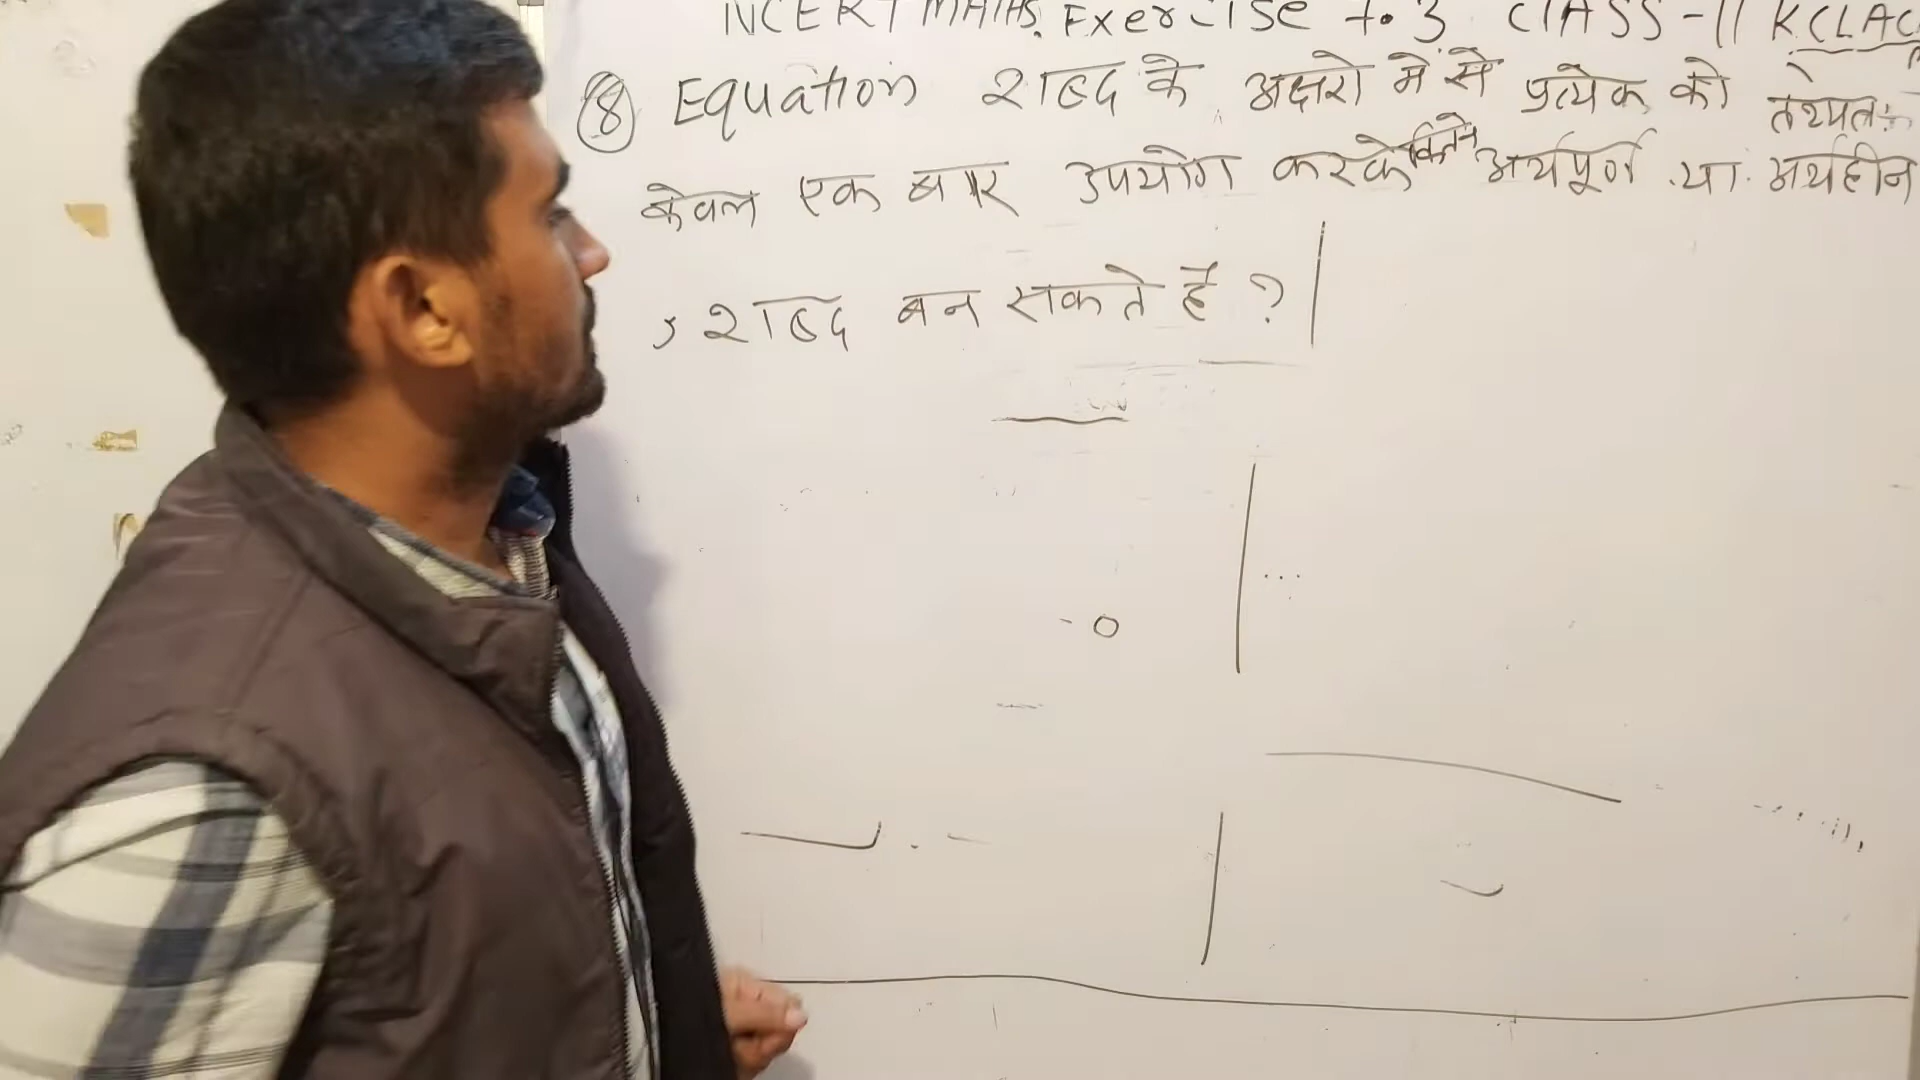 NCERT MATHS. Exercise 7.3 CLASS-11 KCLAC
⑧ Equation शब्द के अक्षरो में से प्रत्येक को तथ्यतः
केवल एक बार उपयोग करके कितने अर्थपूर्ण या अर्थहीन
, शब्द बन सकते है ?